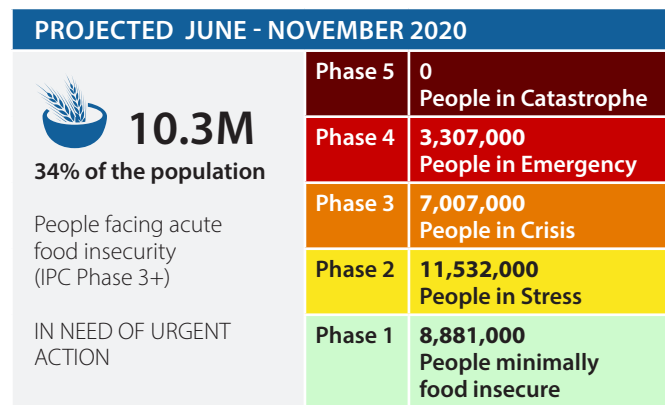 PROJECTED  JUNE - NOVEMBER 2020
10.3M
34% of the population
People facing acute
food insecurity
(IPC Phase 3+)
IN NEED OF URGENT
ACTION
Phase 5
0
People in Catastrophe
Phase 4
3,307,000
People in Emergency
Phase 3
7,007,000
People in Crisis
Phase 2
11,532,000
People in Stress
Phase 1
8,881,000
People minimally
food insecure